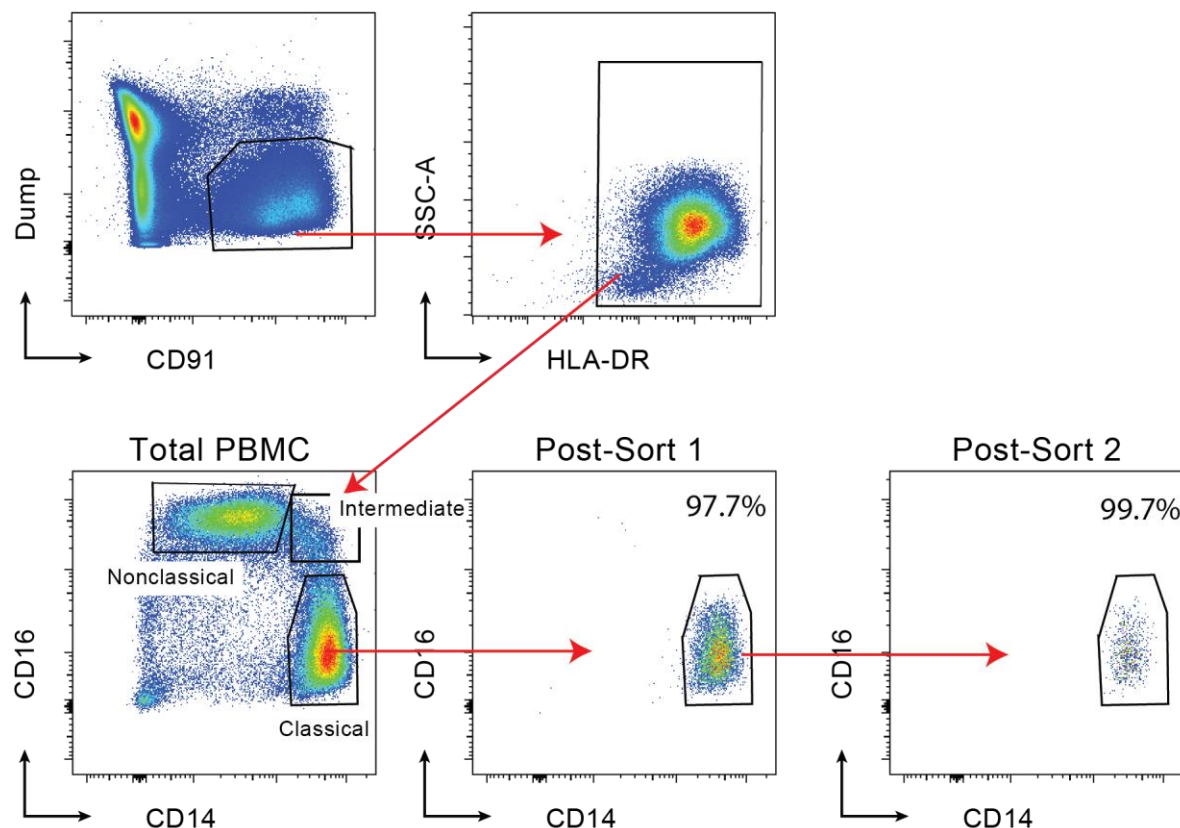 Dump
CD91
SSC-A
HLA-DR
Total PBMC
Post-Sort 1
Post-Sort 2
Intermediate
97.7%
99.7%
Nonclassical
Classical
CD16
CD14
CD16
CD14
CD16
CD14